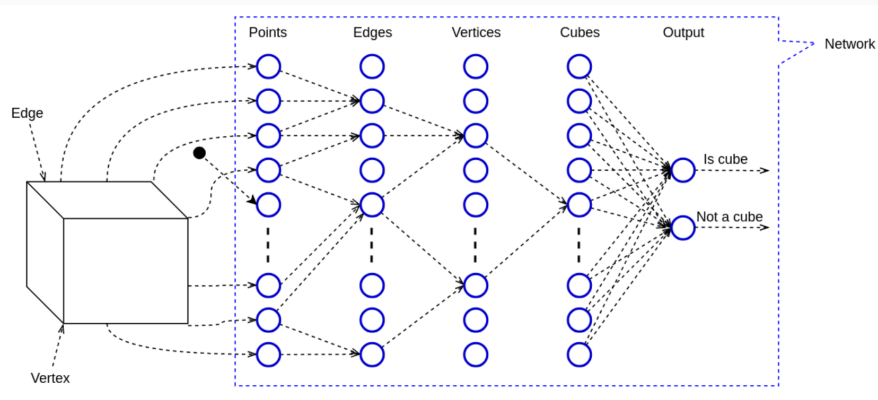 Points
Edges
Vertices
Cubes
Output
Network
Edge
Is cube
Not a cube
Vertex